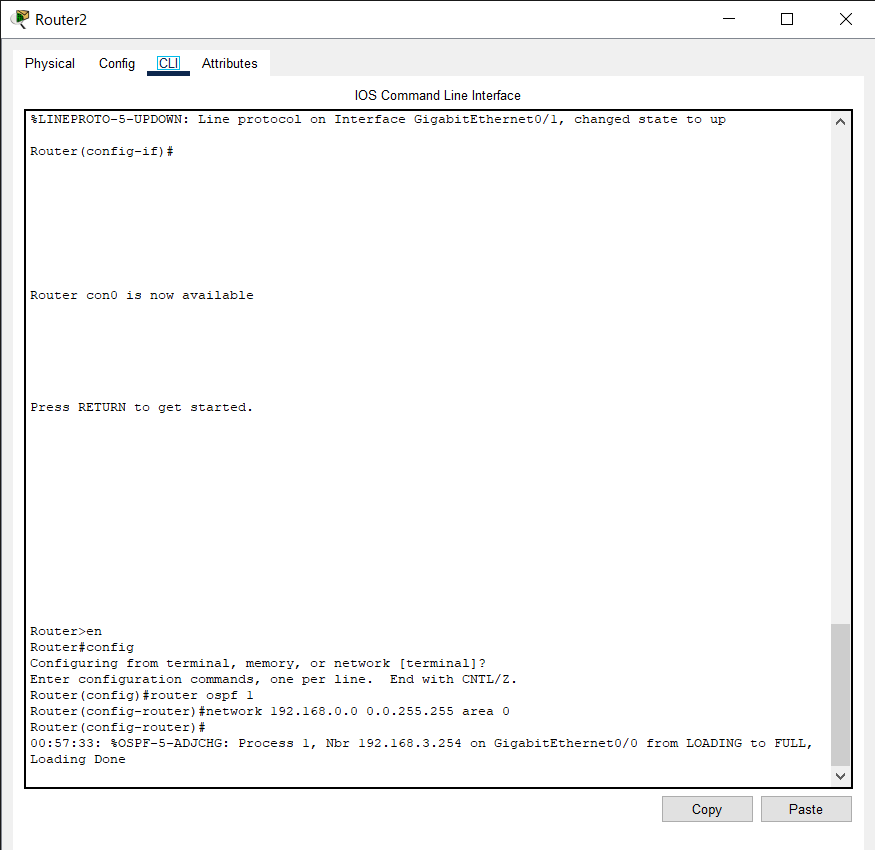 Router2
Physical Config CLI Attributes
IOS Command Line Interface
%LINEPROTO-5-UPDOWN: Line protocol on Interface GigabitEthernet0/1, changed state to up
Router(config-if)#
Router con0 is now available
Press RETURN to get started.
Router>en
Router#config
Configuring from terminal, memory, or network [terminal]?
Enter configuration commands, one per line.  End with CNTL/Z.
Router(config)#router ospf 1
Router(config-router)#network 192.168.0.0 0.0.255.255 area 0
Router(config-router)#
00:57:33: %OSPF-5-ADJCHG: Process 1, Nbr 192.168.3.254 on GigabitEthernet0/0 from LOADING to FULL,
Loading Done
Copy Paste